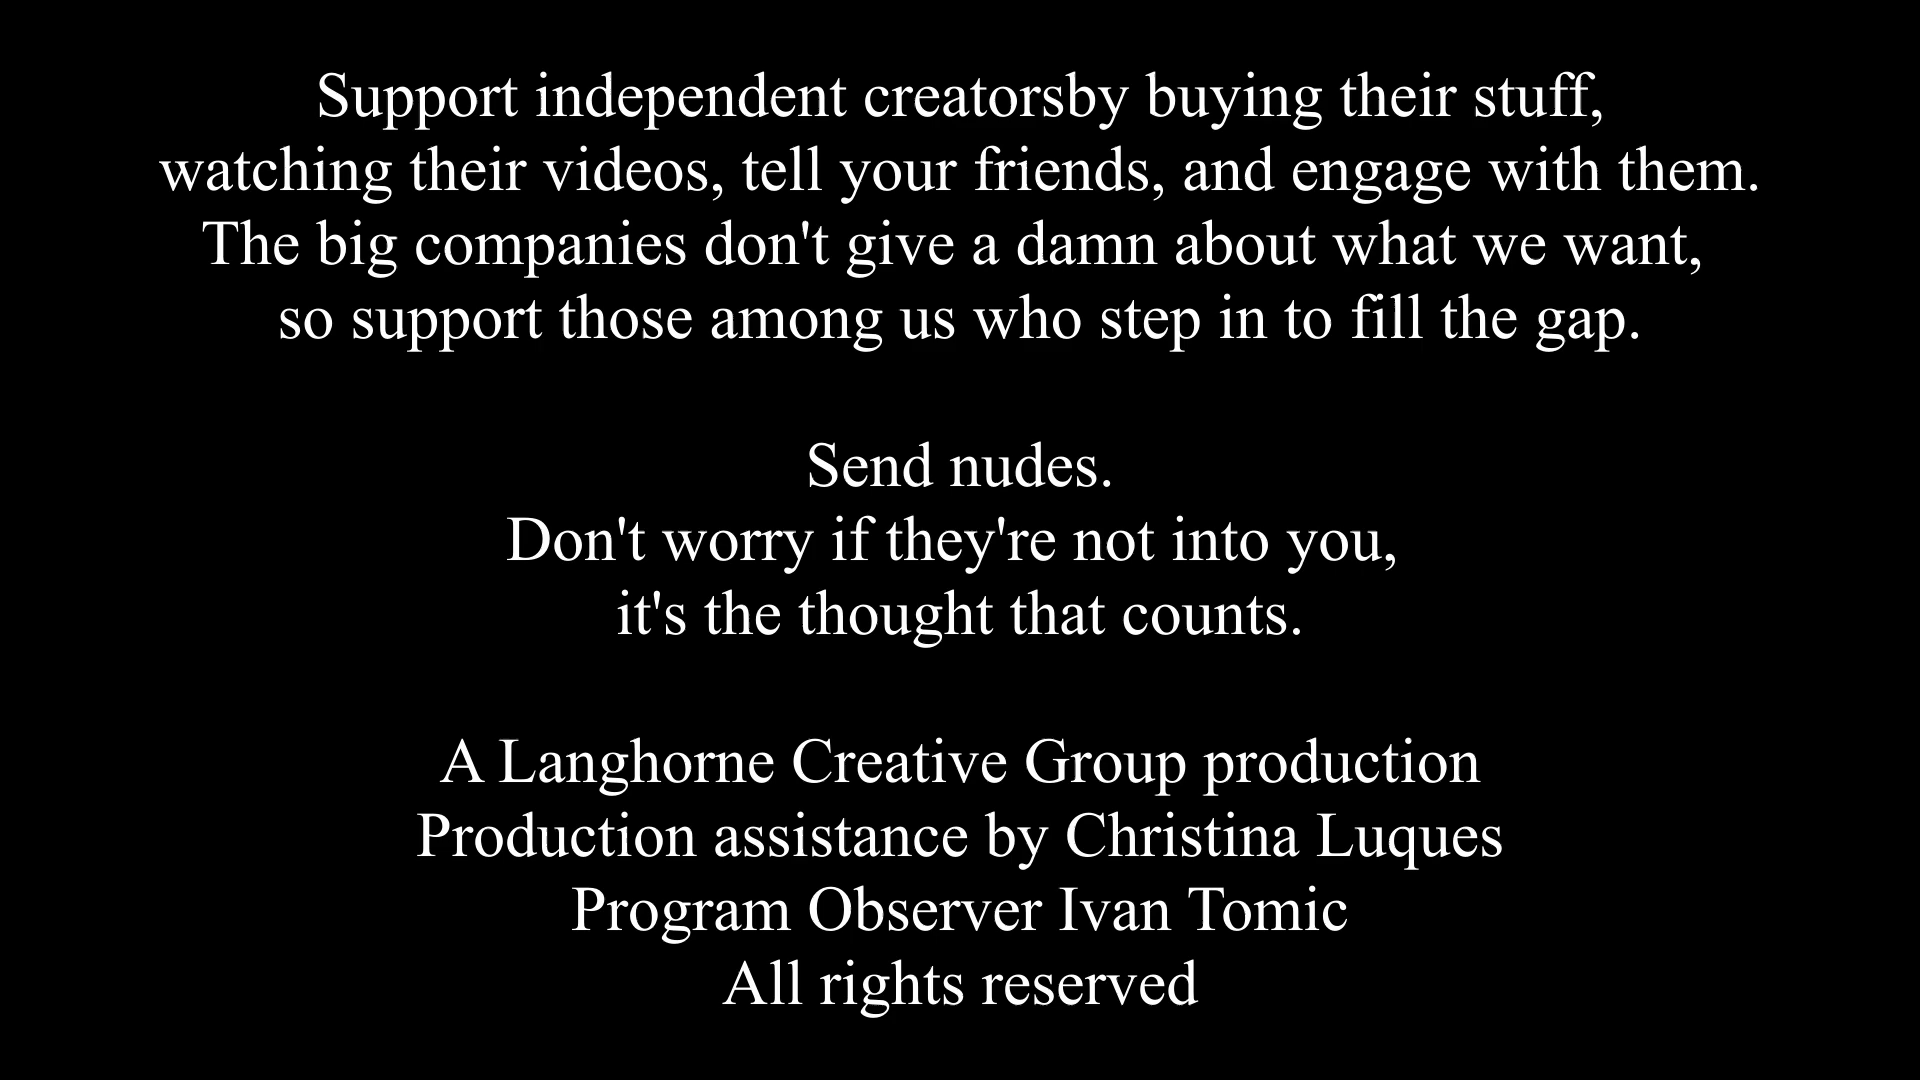 Support independent creatorsby buying their stuff,
watching their videos, tell your friends, and engage with them.
The big companies don't give a damn about what we want,
so support those among us who step in to fill the gap.
Send nudes.
Don't worry if they're not into you,
it's the thought that counts.
A Langhorne Creative Group production
Production assistance by Christina Luques
Program Observer Ivan Tomic
All rights reserved